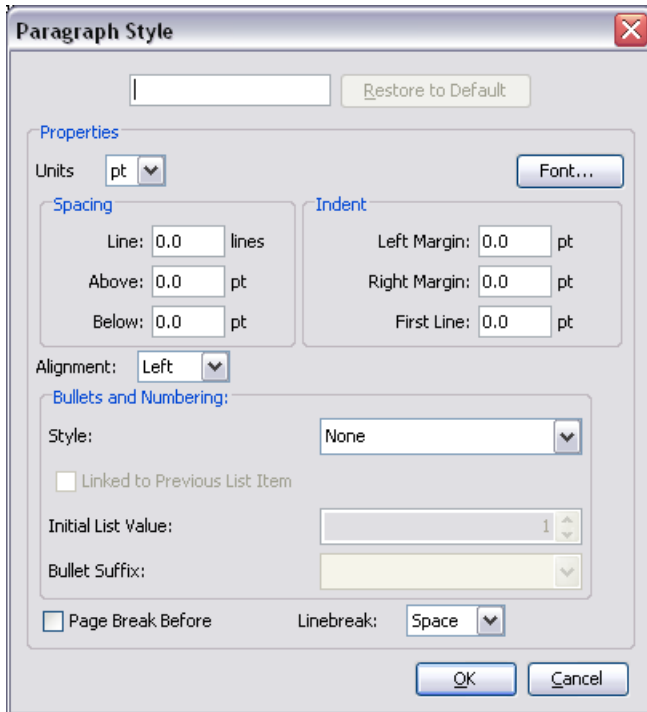 Paragraph Style
Restore to Default
Properties
Units pt Font...
Spacing Indent
Line: 0.0 lines Left Margin: 0.0 pt
Above: 0.0 pt Right Margin: 0.0 pt
Below: 0.0 pt First Line: 0.0 pt
Alignment: Left
Bullets and Numbering:
Style: None
Linked to Previous List Item
Initial List Value: 1
Bullet Suffix:
Page Break Before Linebreak: Space
OK Cancel